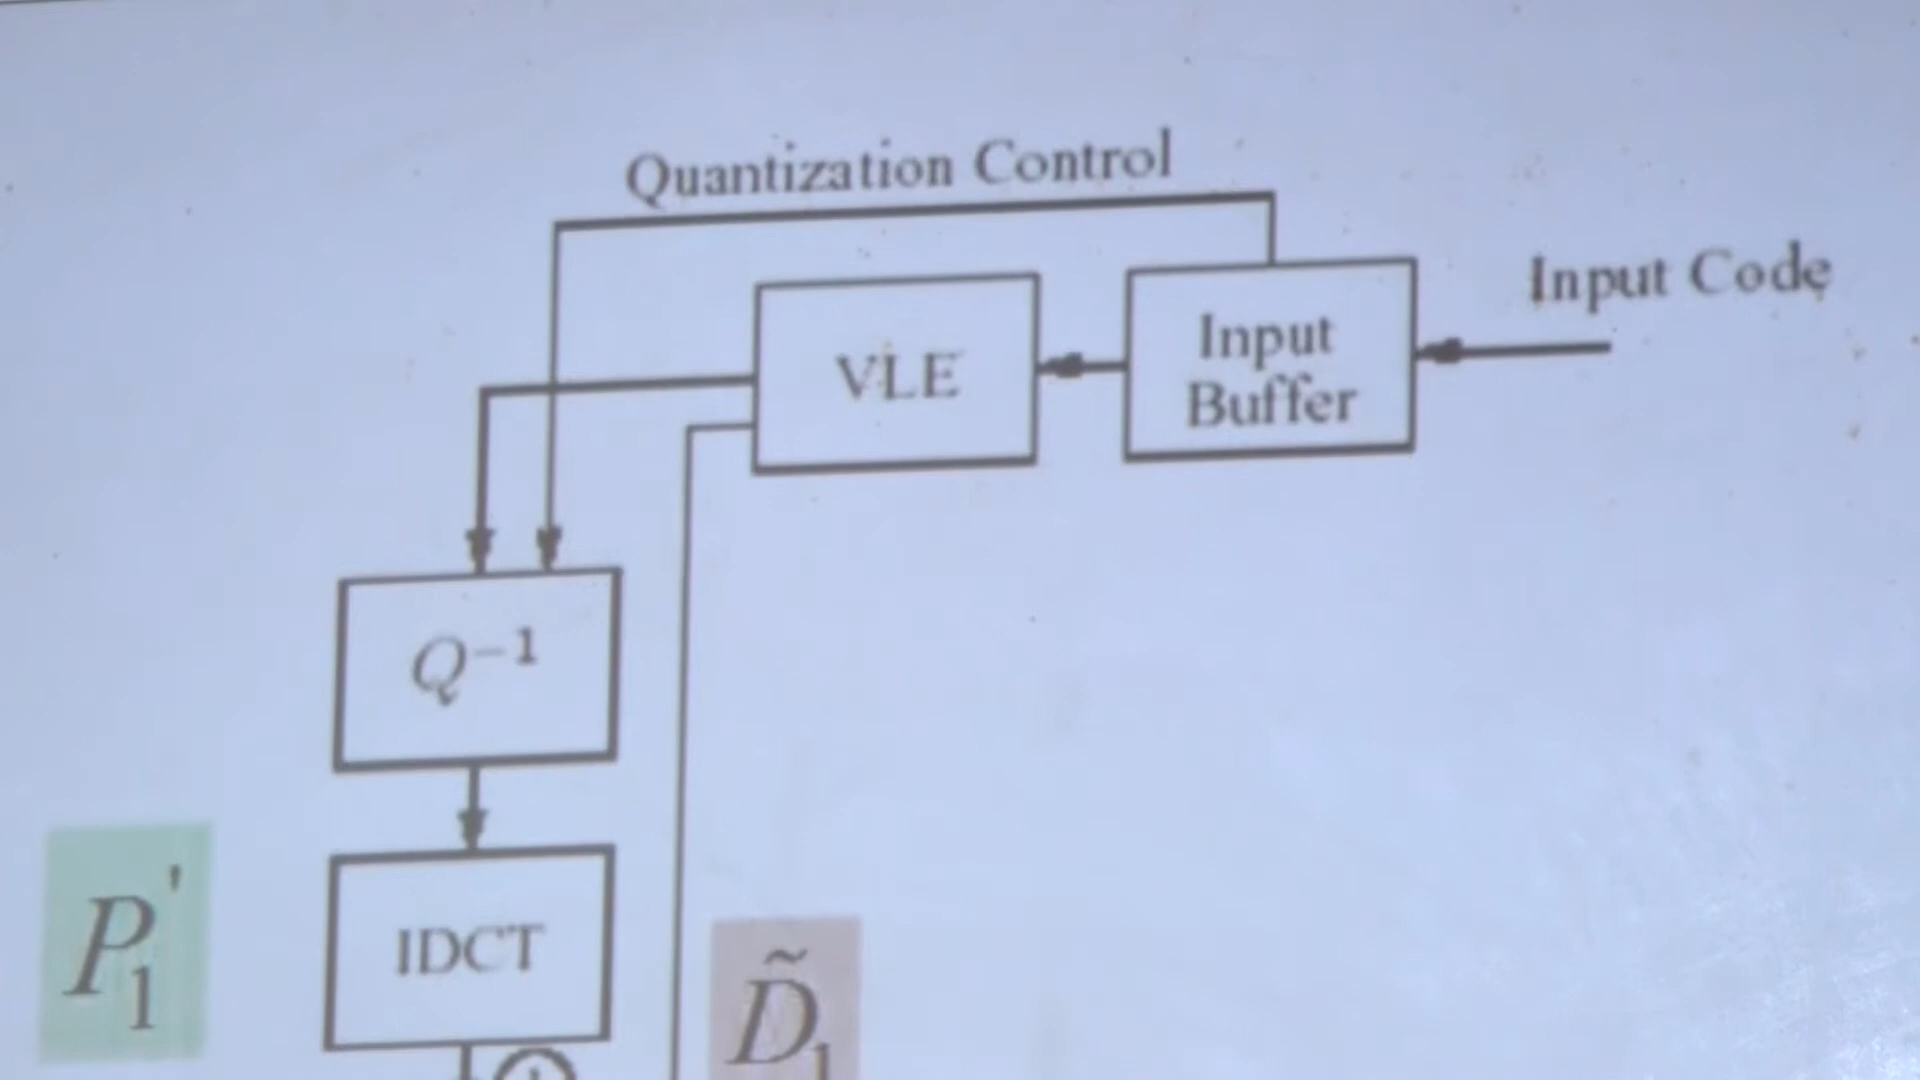 Quantization Control
Input Code
VLE
Input
Buffer
Q⁻¹
IDCT
P₁'
D̃₁